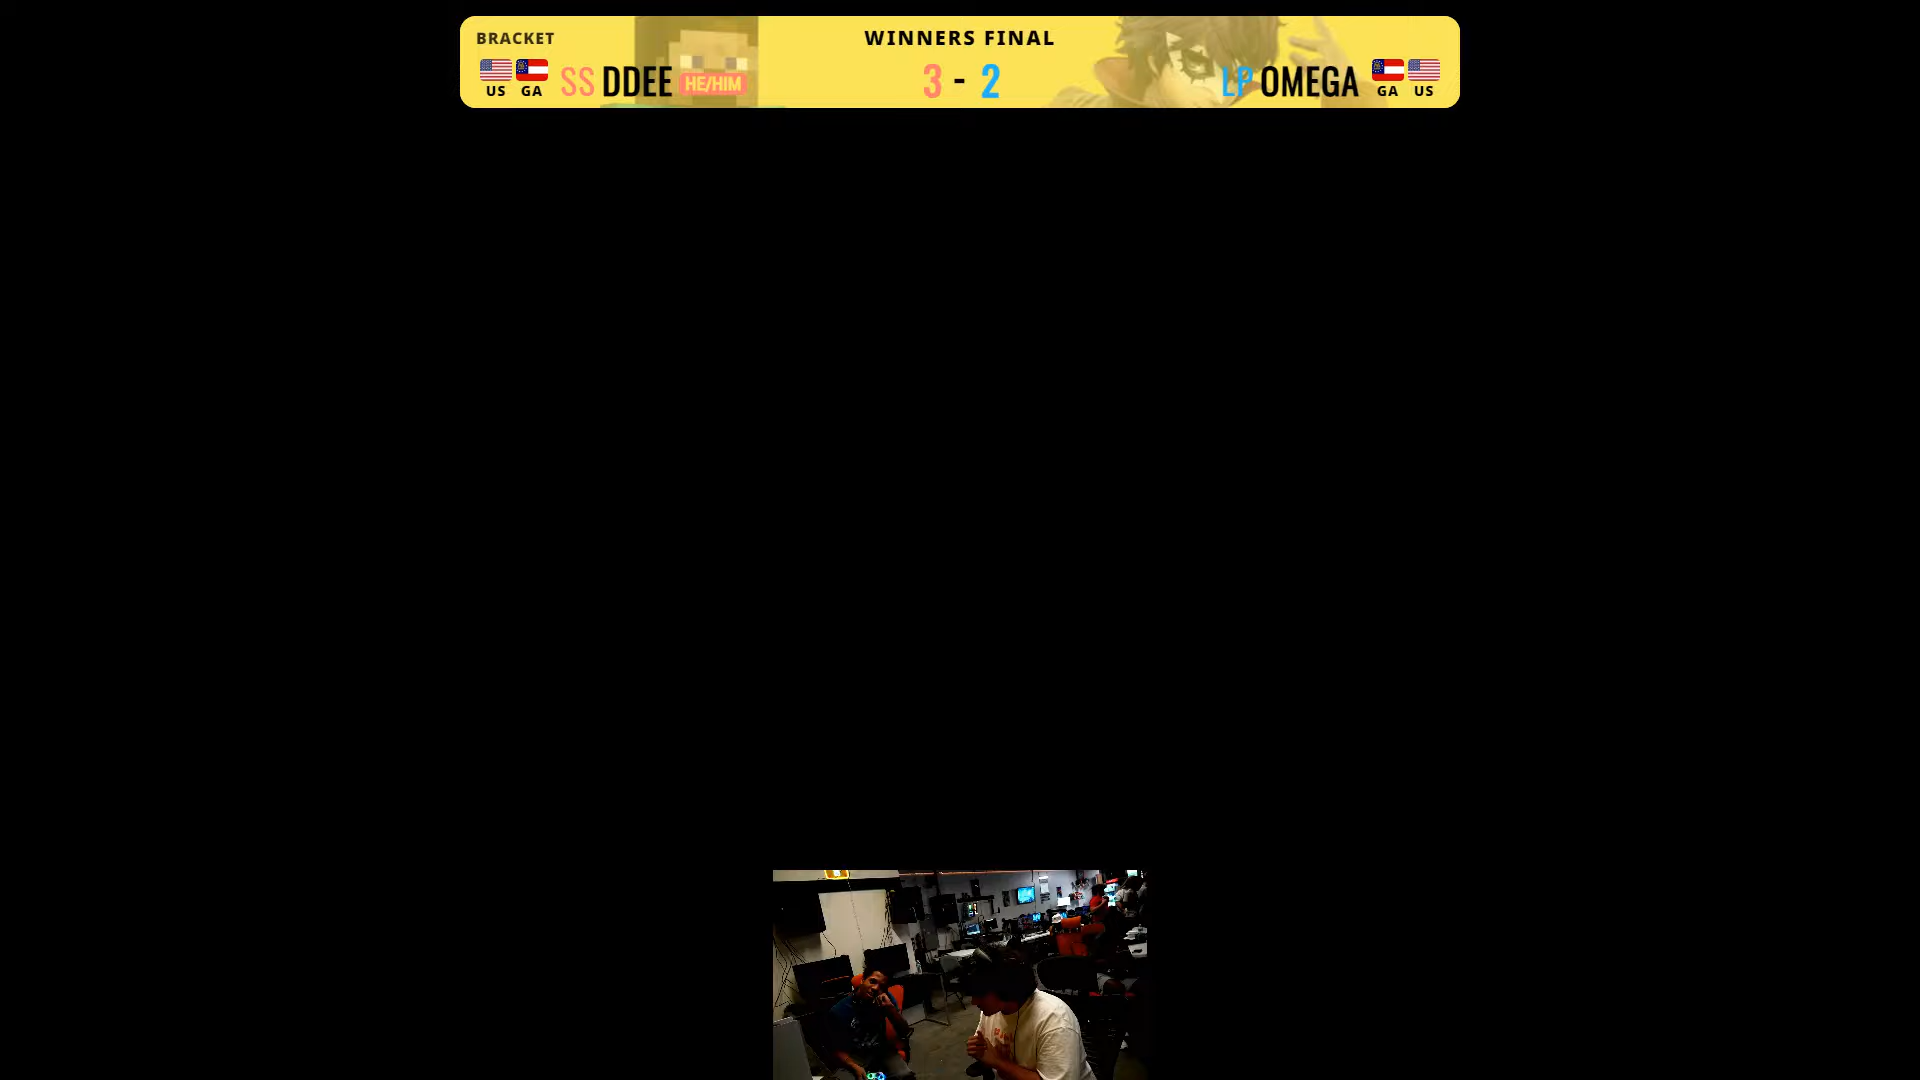 BRACKET
WINNERS FINAL
US GA SS DDEE HE/HIM
3 - 2
LP OMEGA GA US